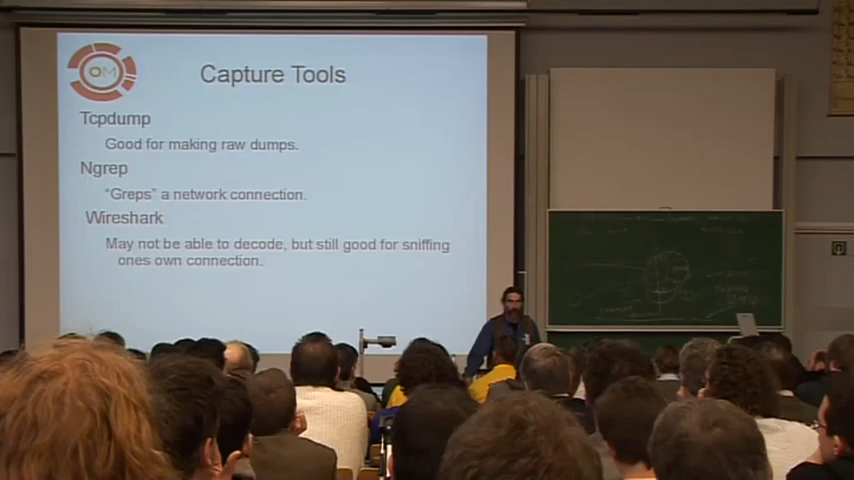 OM
Capture Tools
Tcpdump
Good for making raw dumps.
Ngrep
“Greps” a network connection.
Wireshark
May not be able to decode, but still good for sniffing
ones own connection.